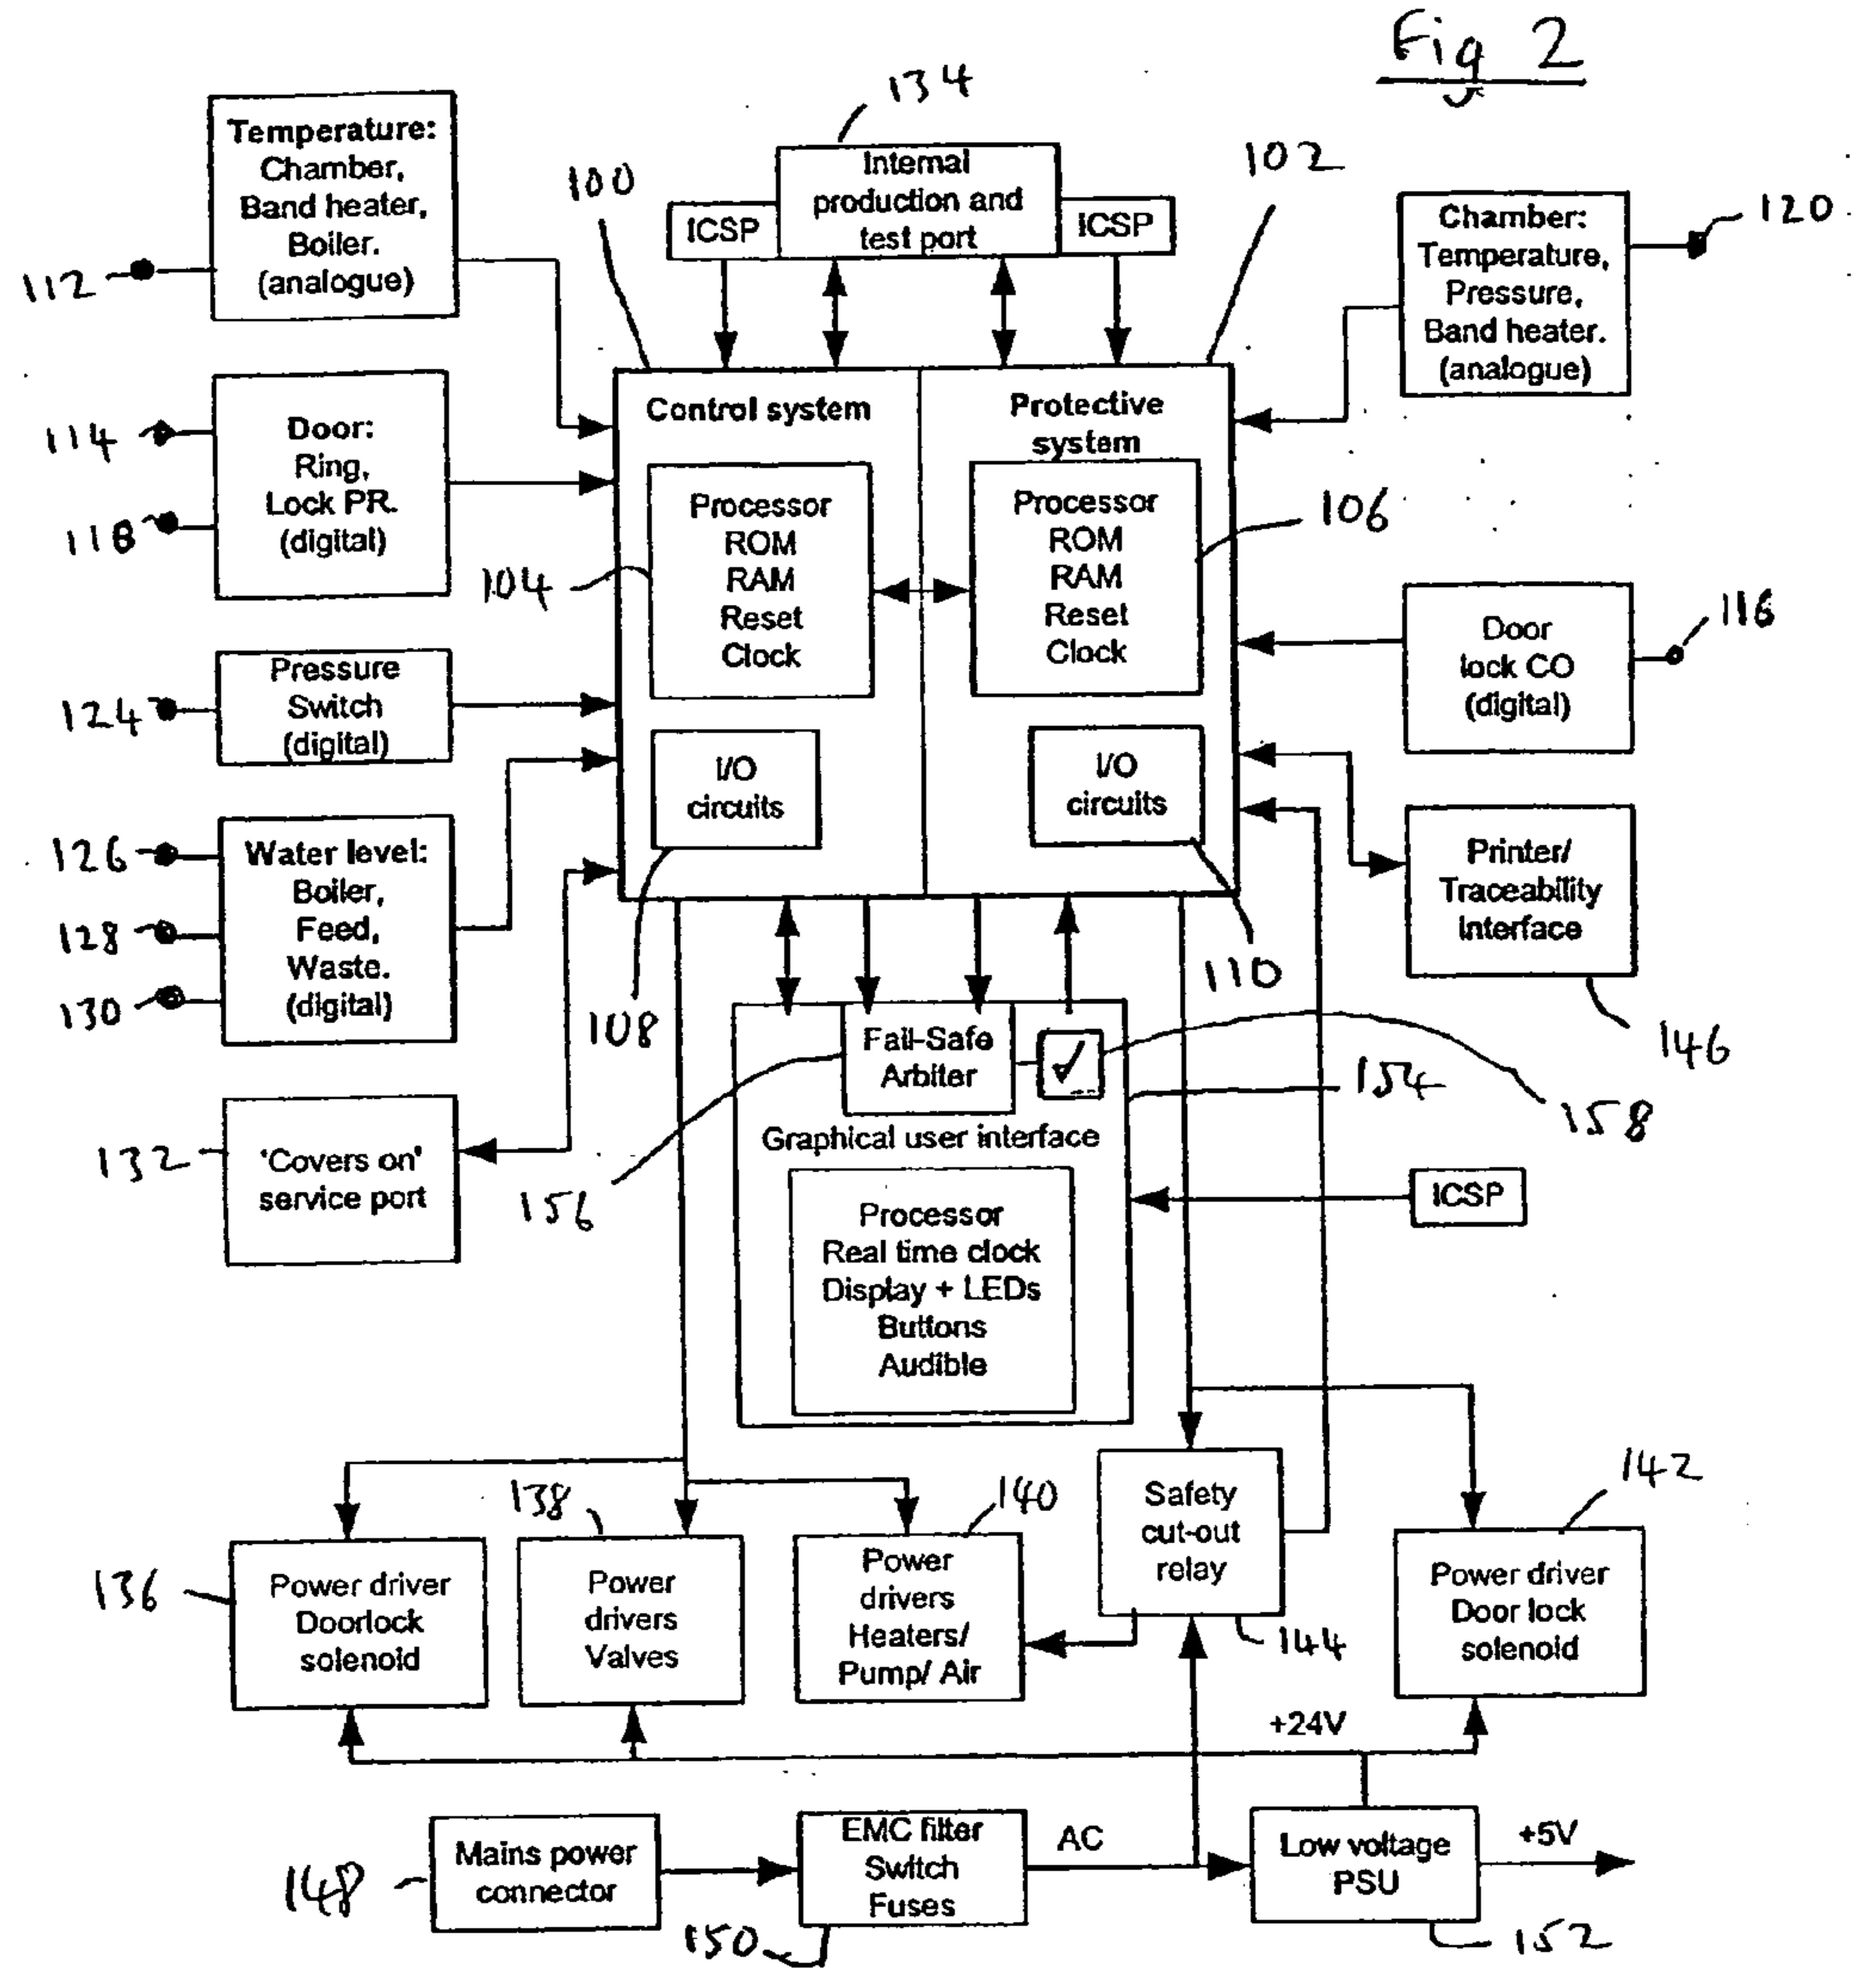 Fig 2
134
Temperature:
Chamber,
Band heater,
Boiler.
(analogue)
112
100
ICSP
Internal
production and
test port
ICSP
102
Chamber:
Temperature,
Pressure,
Band heater.
(analogue)
120
114
118
Door:
Ring,
Lock PR.
(digital)
Control system
Processor
ROM
RAM
Reset
Clock
104
Protective
system
Processor
ROM
RAM
Reset
Clock
106
Door
lock CO
(digital)
116
124
Pressure
Switch
(digital)
I/O
circuits
I/O
circuits
126
128
130
Water level:
Boiler,
Feed,
Waste.
(digital)
108
110
Printer/
Traceability
Interface
146
Fail-Safe
Arbiter
154
158
132
'Covers on'
service port
156
Graphical user interface
Processor
Real time clock
Display + LEDs
Buttons
Audible
ICSP
136
Power driver
Doorlock
solenoid
138
Power
drivers
Valves
140
Power
drivers
Heaters/
Pump/ Air
Safety
cut-out
relay
144
142
Power driver
Door lock
solenoid
+24V
148
Mains power
connector
EMC filter
Switch
Fuses
150
AC
Low voltage
PSU
+5V
152